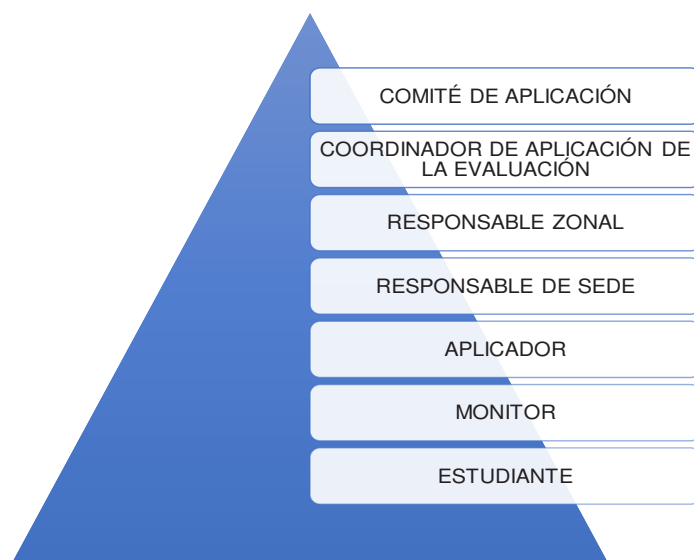 COMITÉ DE APLICACIÓN
COORDINADOR DE APLICACIÓN DE
LA EVALUACIÓN
RESPONSABLE ZONAL
RESPONSABLE DE SEDE
APLICADOR
MONITOR
ESTUDIANTE